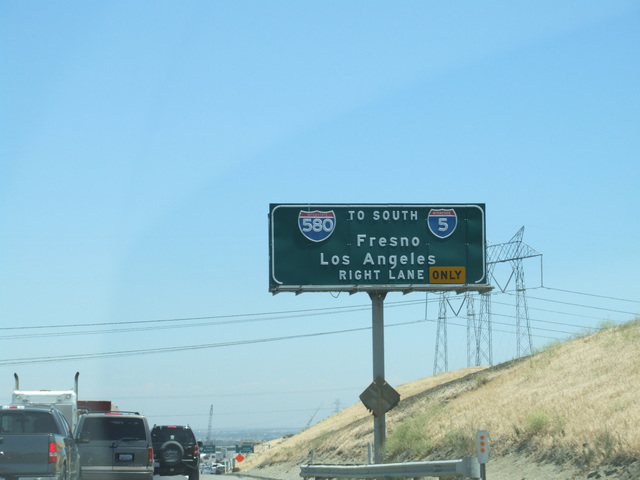 580 TO SOUTH 5
Fresno
Los Angeles
RIGHT LANE ONLY